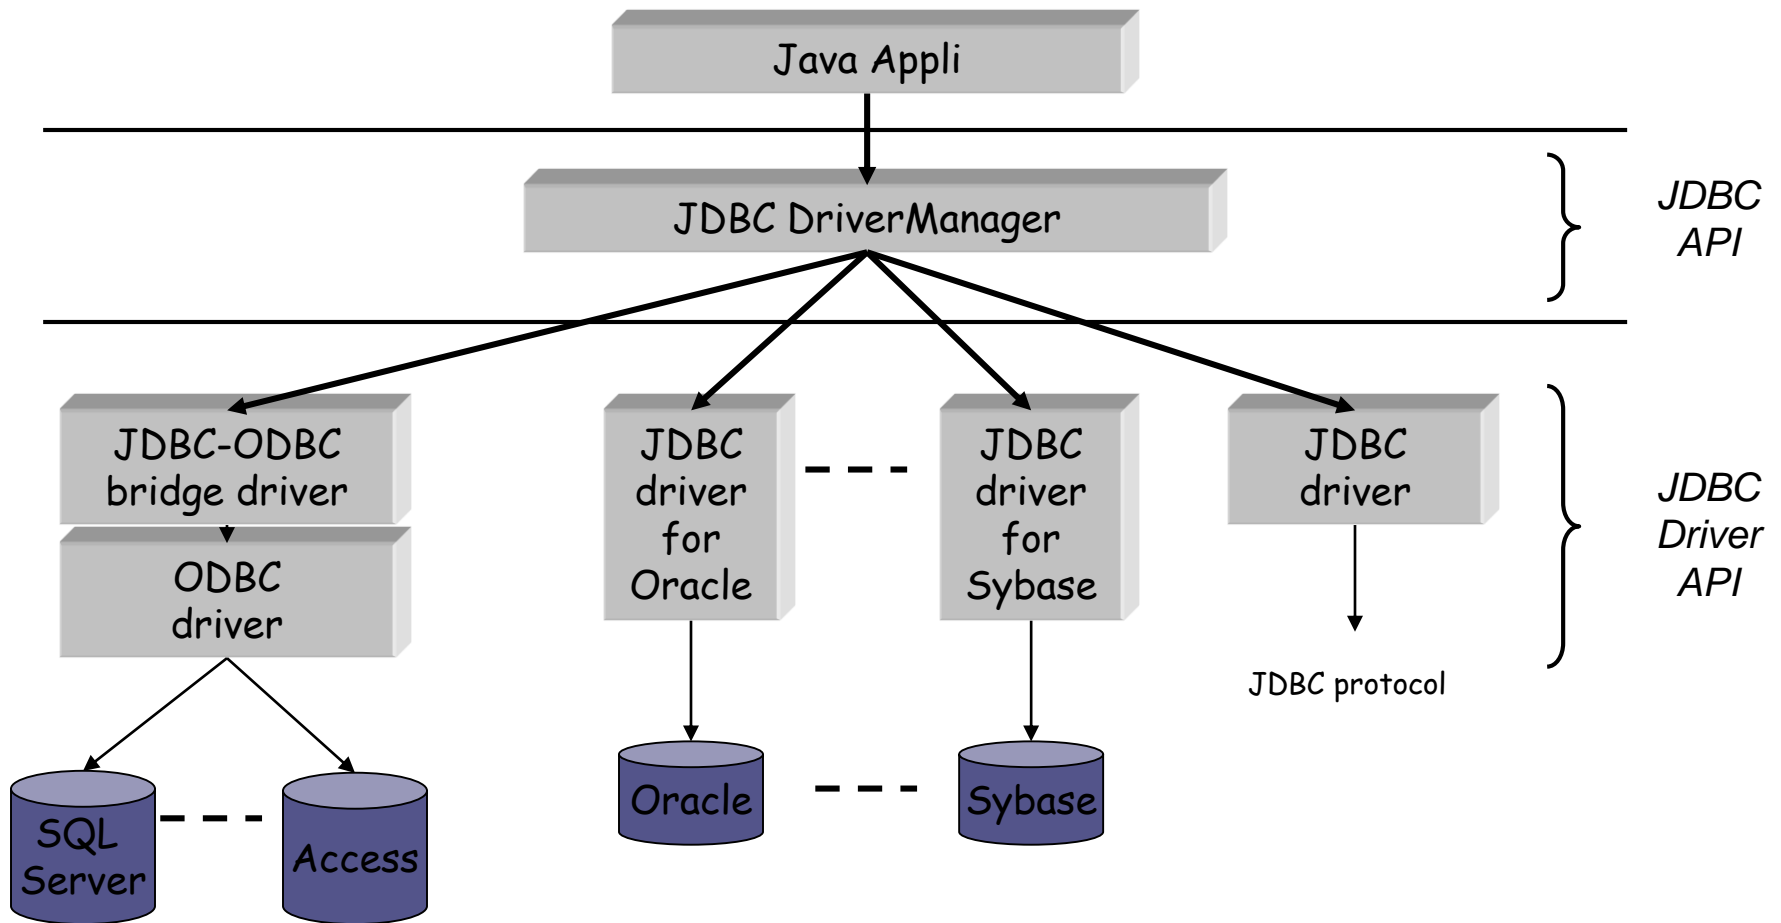 Java Appli
JDBC DriverManager
JDBC
API
JDBC-ODBC
bridge driver
ODBC
driver
JDBC
driver
for
Oracle
JDBC
driver
for
Sybase
JDBC
driver
JDBC
Driver
API
JDBC protocol
SQL
Server
Access
Oracle
Sybase